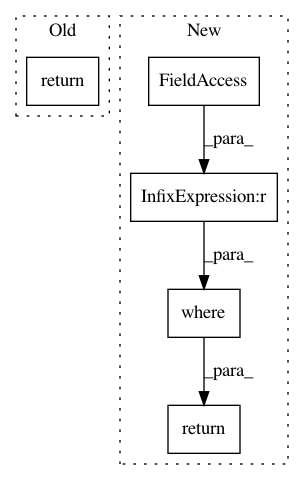 Old
return
New
FieldAccess
_para_
InfixExpression:r
_para_
where
_para_
return